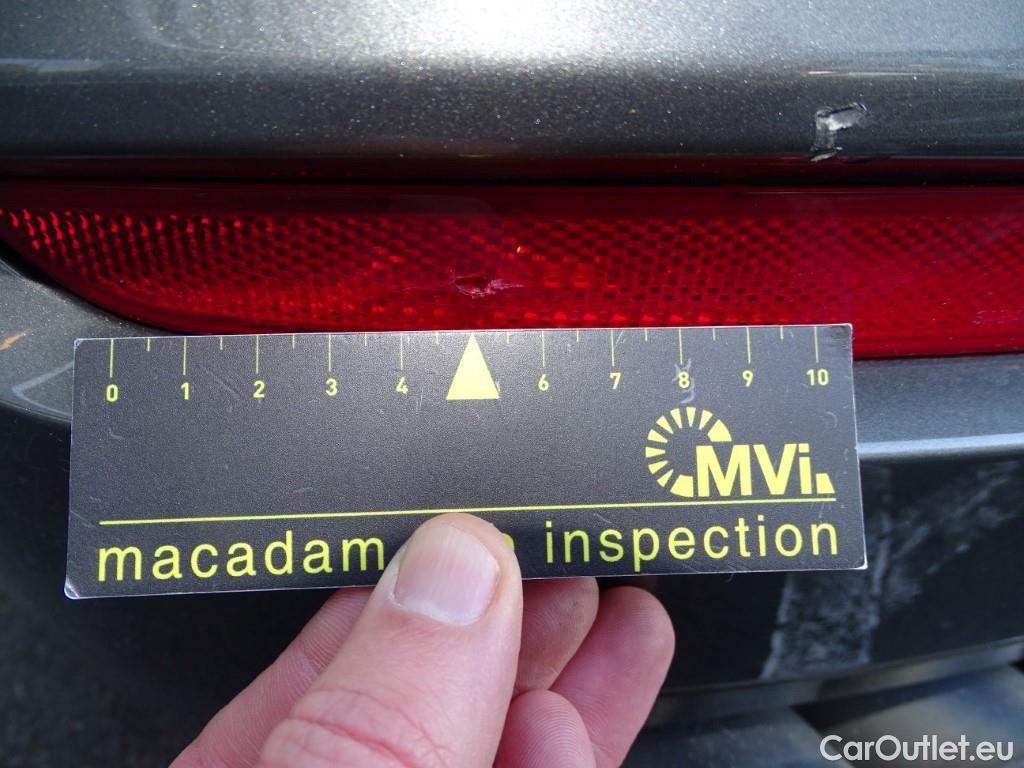 0 1 2 3 4 6 7 8 9 10
MVi.
macadam inspection
CarOutlet.eu